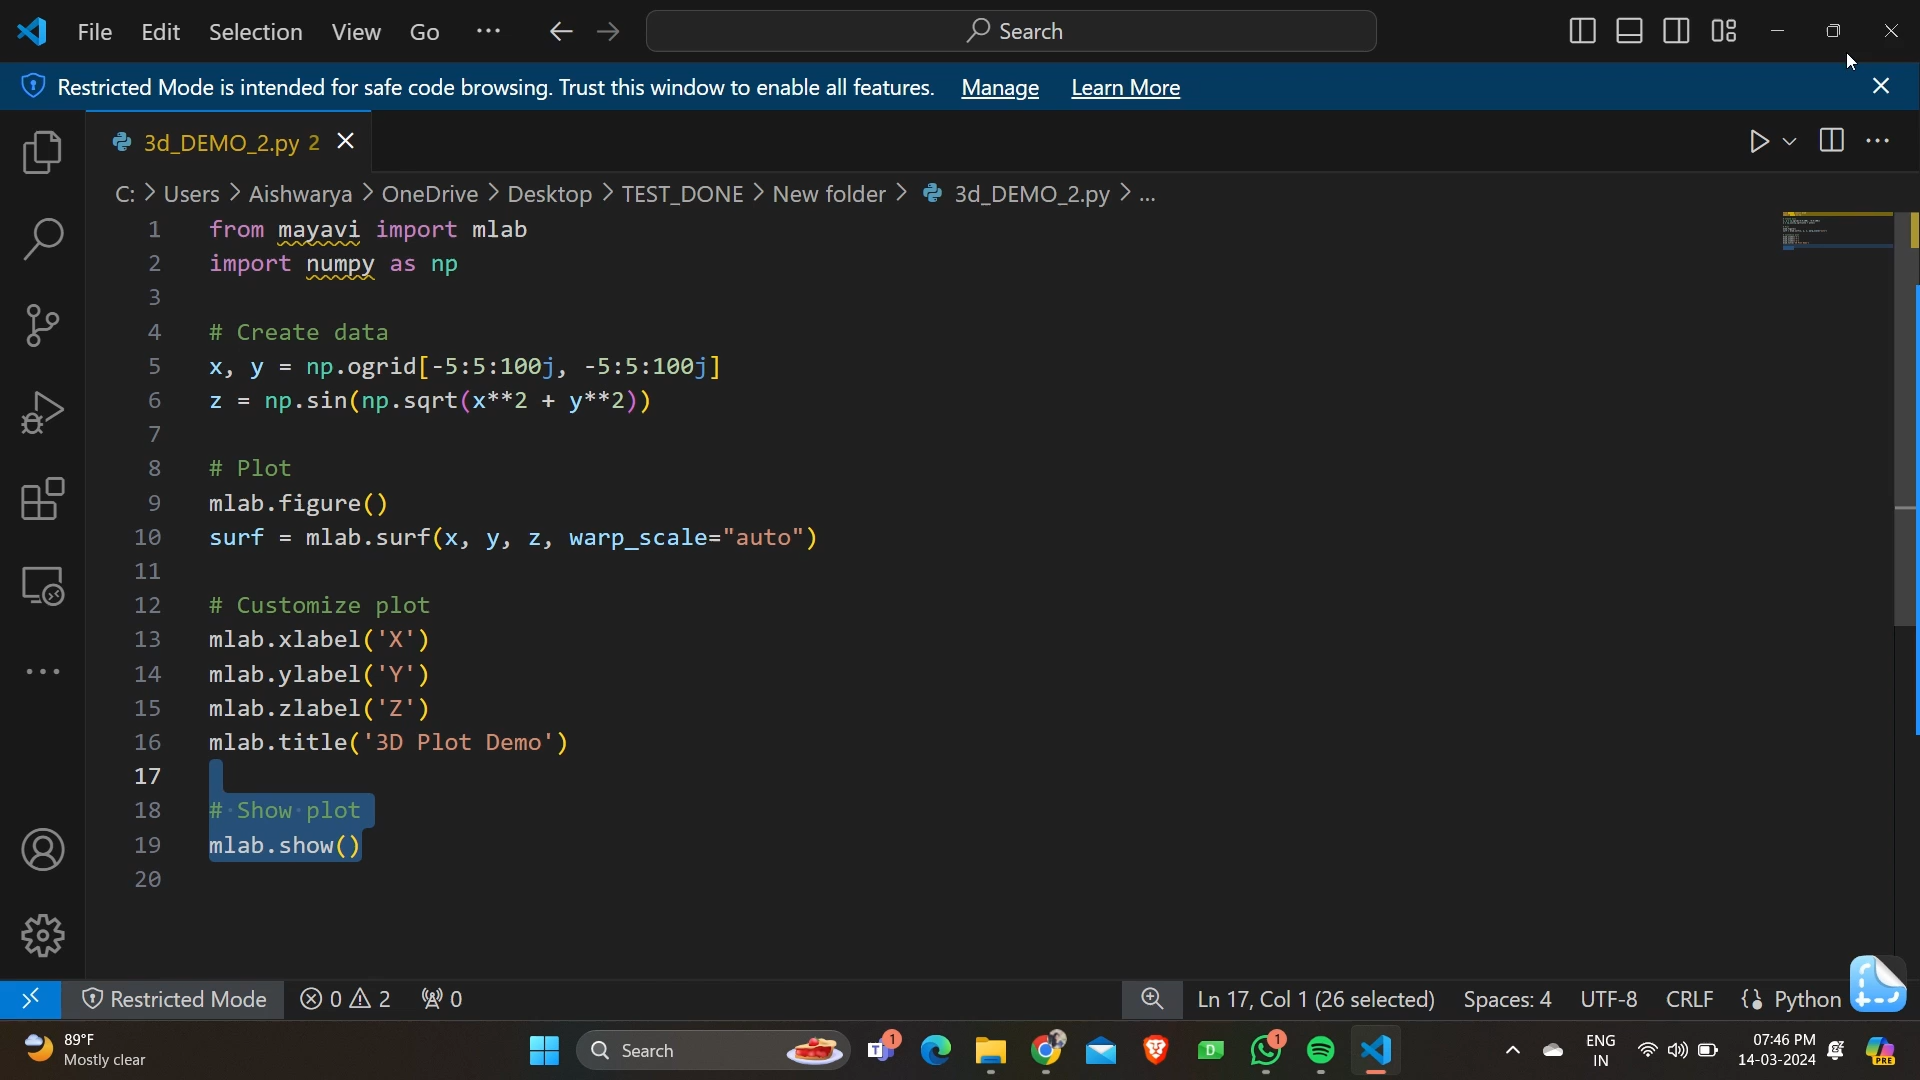 File Edit Selection View Go ··· Search
Restricted Mode is intended for safe code browsing. Trust this window to enable all features. Manage Learn More
3d_DEMO_2.py 2
C: > Users > Aishwarya > OneDrive > Desktop > TEST_DONE > New folder > 3d_DEMO_2.py > ...
1 from mayavi import mlab
2 import numpy as np
3
4 # Create data
5 x, y = np.ogrid[-5:5:100j, -5:5:100j]
6 z = np.sin(np.sqrt(x**2 + y**2))
7
8 # Plot
9 mlab.figure()
10 surf = mlab.surf(x, y, z, warp_scale="auto")
11
12 # Customize plot
13 mlab.xlabel('X')
14 mlab.ylabel('Y')
15 mlab.zlabel('Z')
16 mlab.title('3D Plot Demo')
17
18 # Show plot
19 mlab.show()
20
Restricted Mode 0 2 0 Ln 17, Col 1 (26 selected) Spaces: 4 UTF-8 CRLF {} Python
89°F
Mostly clear
Search
T
1
D
1
ENG
IN
07:46 PM
14-03-2024
PRE